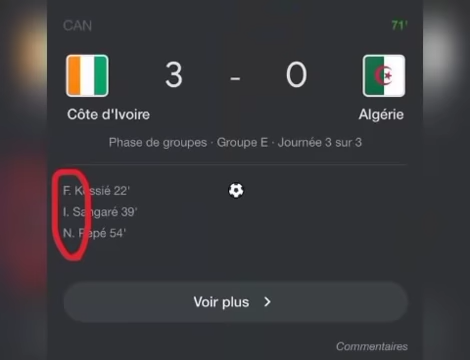 CAN 71'
3 - 0
Côte d'Ivoire Algérie
Phase de groupes · Groupe E · Journée 3 sur 3
F. Kessié 22'
I. Sangaré 39'
N. Pépé 54'
Voir plus >
Commentaires